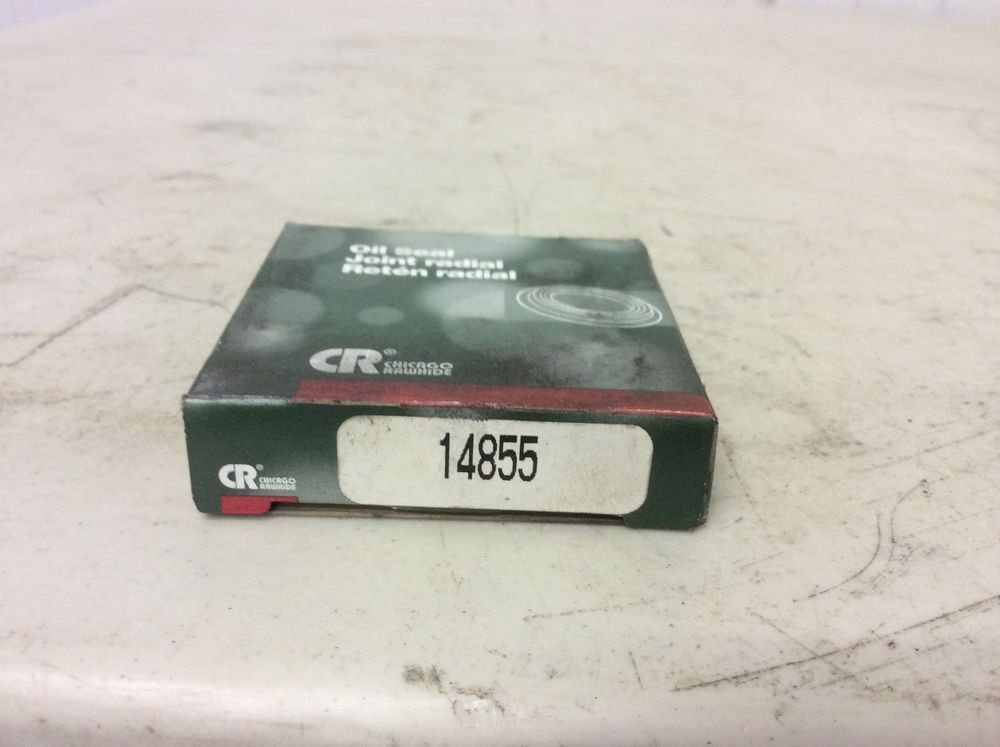 Oil Seal
Joint radial
Retén radial
CR® CHICAGO
RAWHIDE
14855
CR® CHICAGO
RAWHIDE